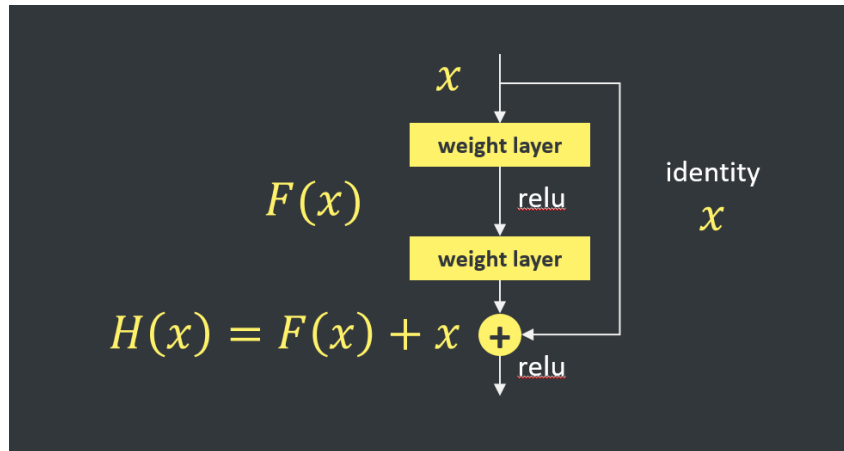 x
weight layer
identity
x
F(x)
relu
weight layer
H(x) = F(x) + x
+
relu